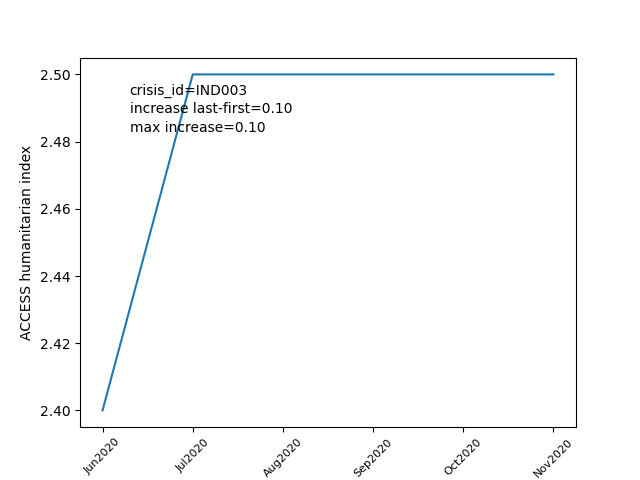 2.50
2.48
2.46
2.44
2.42
2.40
ACCESS humanitarian index
crisis_id=IND003
increase last-first=0.10
max increase=0.10
Jun2020
Jul2020
Aug2020
Sep2020
Oct2020
Nov2020